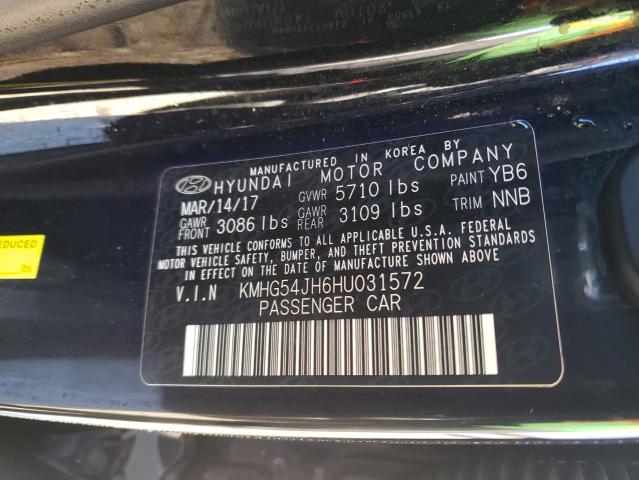 MANUFACTURED IN KOREA BY
HYUNDAI MOTOR COMPANY
MAR/14/17 GVWR 5710 lbs PAINT YB6
GAWR FRONT 3086 lbs GAWR REAR 3109 lbs TRIM NNB
THIS VEHICLE CONFORMS TO ALL APPLICABLE U.S.A. FEDERAL
MOTOR VEHICLE SAFETY, BUMPER, AND THEFT PREVENTION STANDARDS
IN EFFECT ON THE DATE OF MANUFACTURE SHOWN ABOVE
V.I.N KMHG54JH6HU031572
PASSENGER CAR
REDUCED
lbs